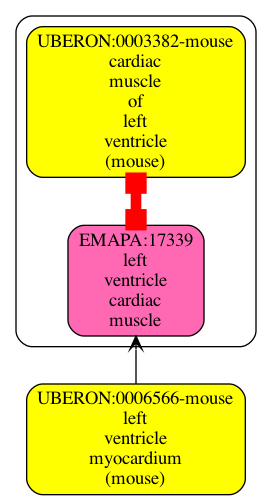 UBERON:0003382-mouse
cardiac
muscle
of
left
ventricle
(mouse)
EMAPA:17339
left
ventricle
cardiac
muscle
UBERON:0006566-mouse
left
ventricle
myocardium
(mouse)